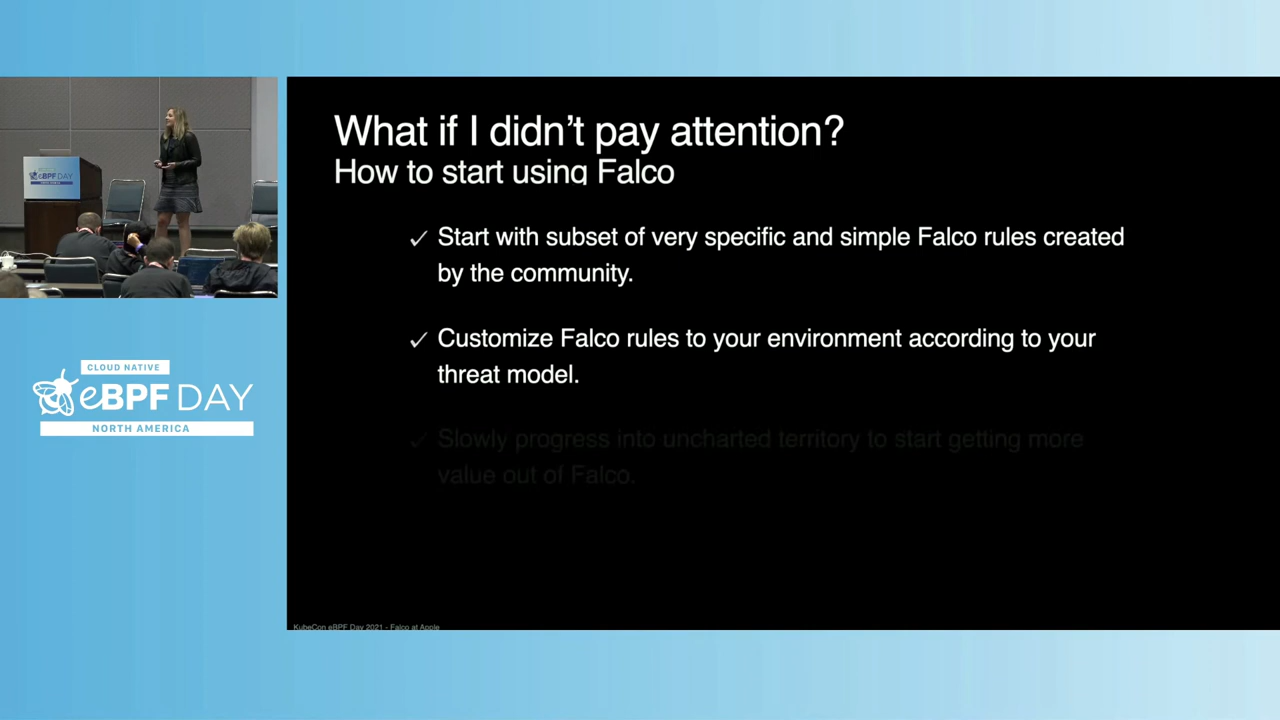 What if I didn't pay attention?
How to start using Falco
✓ Start with subset of very specific and simple Falco rules created
by the community.
✓ Customize Falco rules to your environment according to your
threat model.
✓ Slowly progress into uncharted territory to start getting more
value out of Falco.
KubeCon eBPF Day 2021 - Falco at Apple
eBPF DAY
CLOUD NATIVE
eBPF DAY
NORTH AMERICA